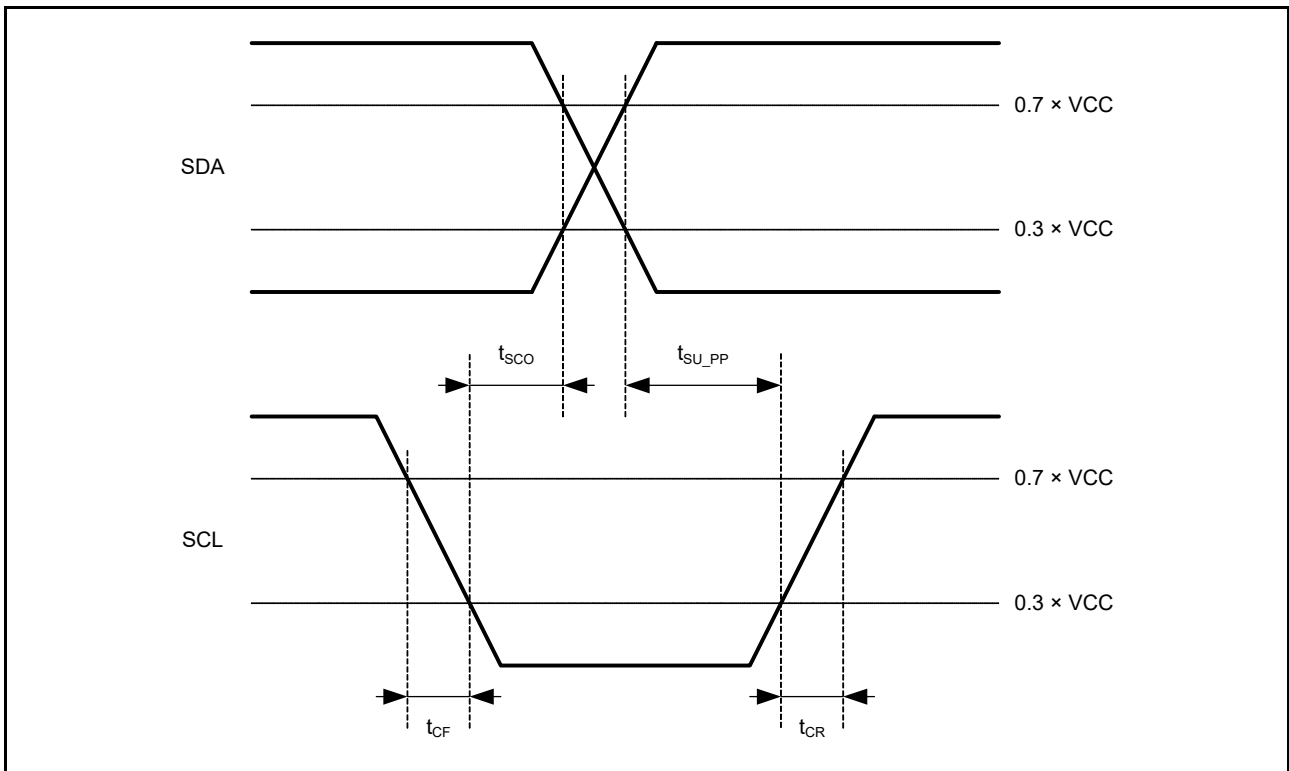 0.7 × VCC
SDA
0.3 × VCC
tSCO
tSU_PP
0.7 × VCC
SCL
0.3 × VCC
tCF
tCR